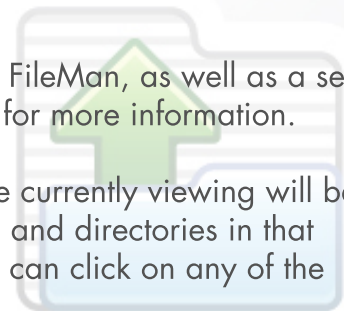 FileMan, as well as a se
for more information.
e currently viewing will b
and directories in that
can click on any of the